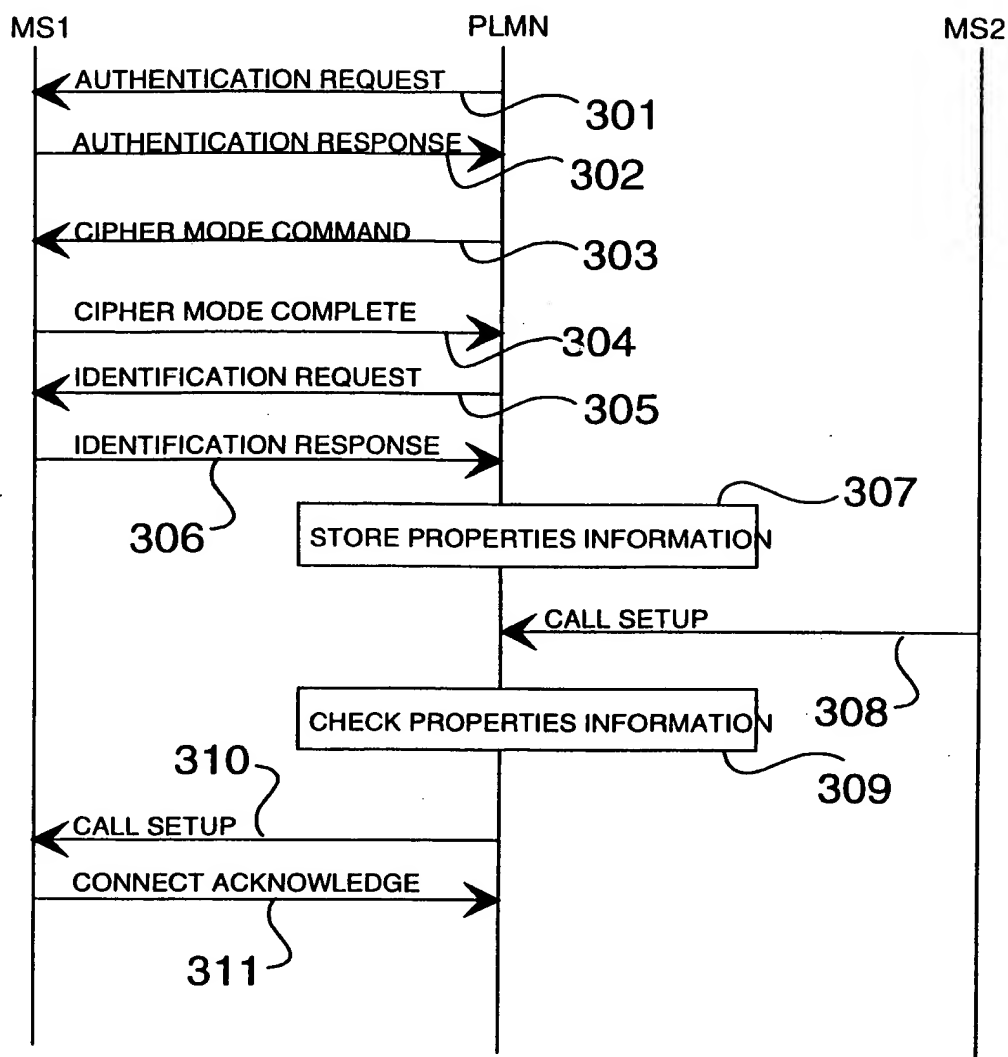 MS1 PLMN MS2
AUTHENTICATION REQUEST
301
AUTHENTICATION RESPONSE
302
CIPHER MODE COMMAND
303
CIPHER MODE COMPLETE
304
IDENTIFICATION REQUEST
305
IDENTIFICATION RESPONSE
306
307
STORE PROPERTIES INFORMATION
CALL SETUP
308
CHECK PROPERTIES INFORMATION
309
310
CALL SETUP
CONNECT ACKNOWLEDGE
311